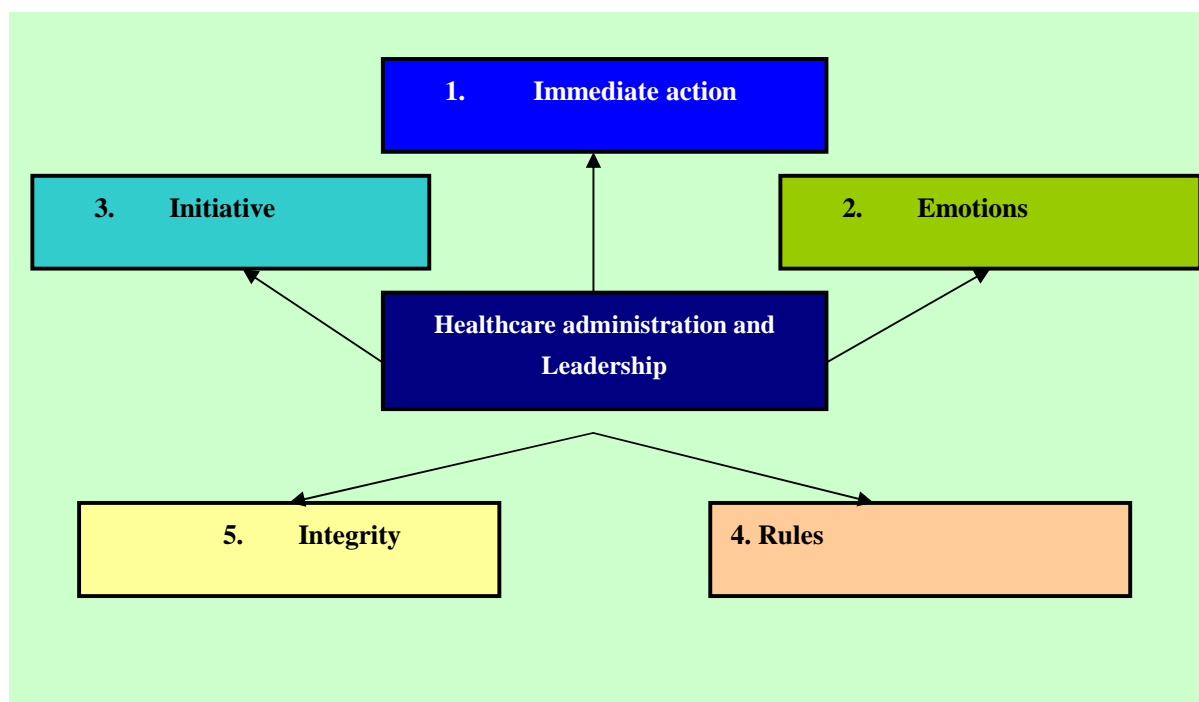 1. Immediate action
3. Initiative
2. Emotions
Healthcare administration and
Leadership
5. Integrity
4. Rules